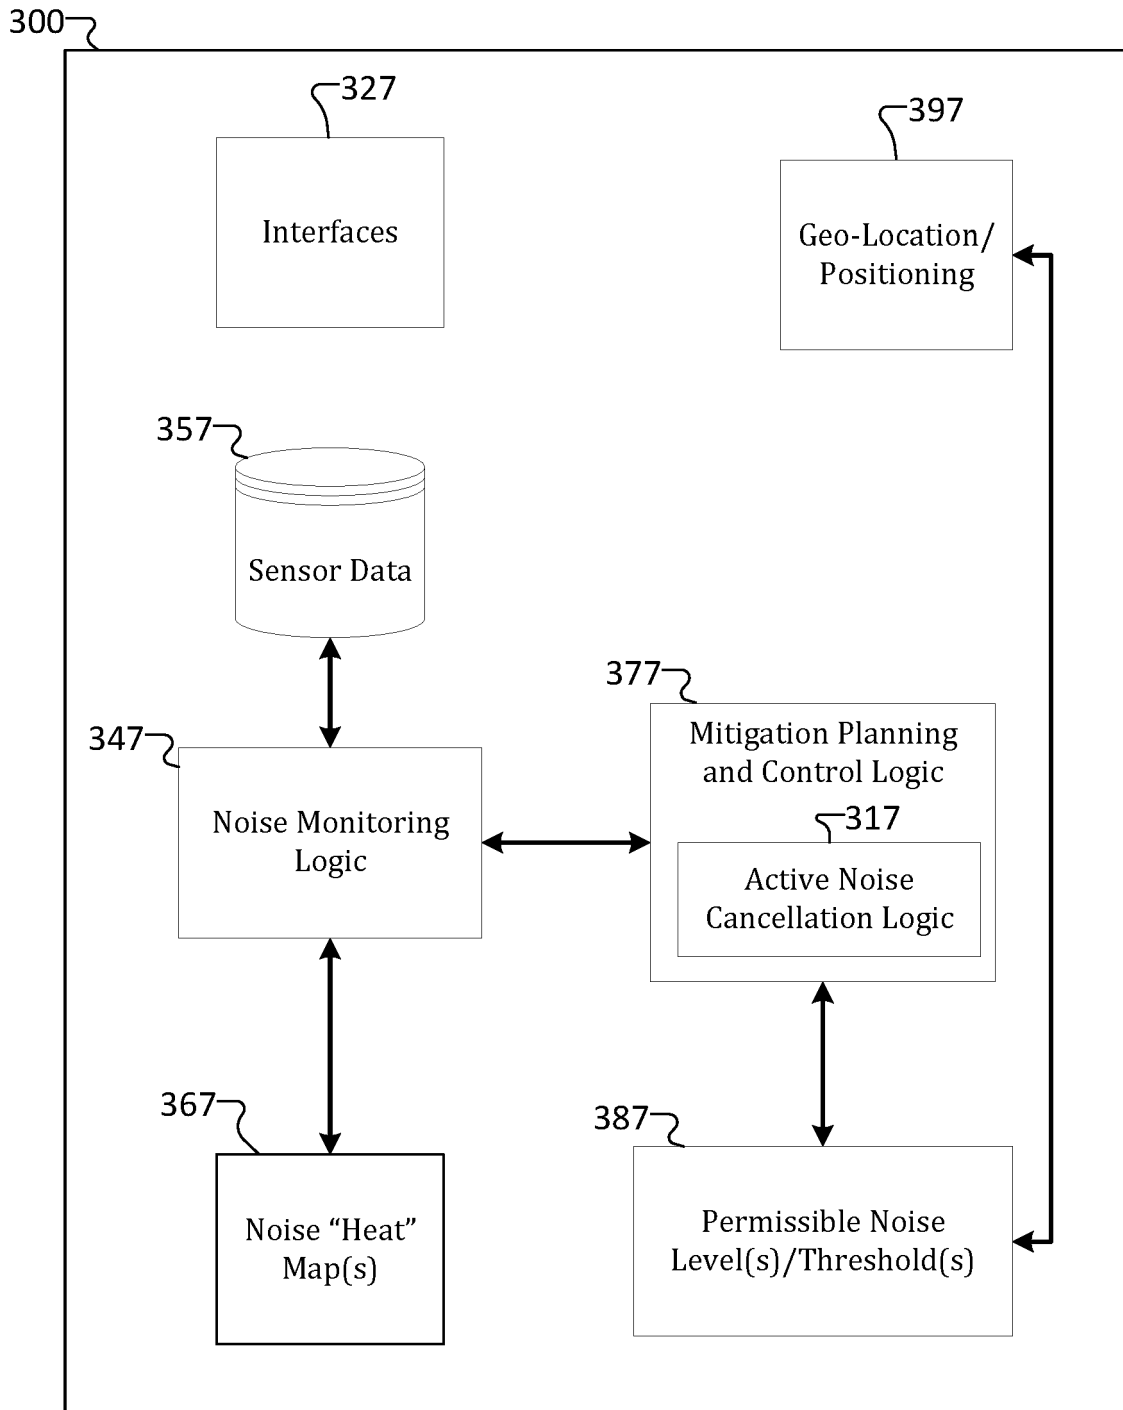 300
327
Interfaces
397
Geo-Location/
Positioning
357
Sensor Data
347
Noise Monitoring
Logic
377
Mitigation Planning
and Control Logic
317
Active Noise
Cancellation Logic
367
Noise “Heat”
Map(s)
387
Permissible Noise
Level(s)/Threshold(s)